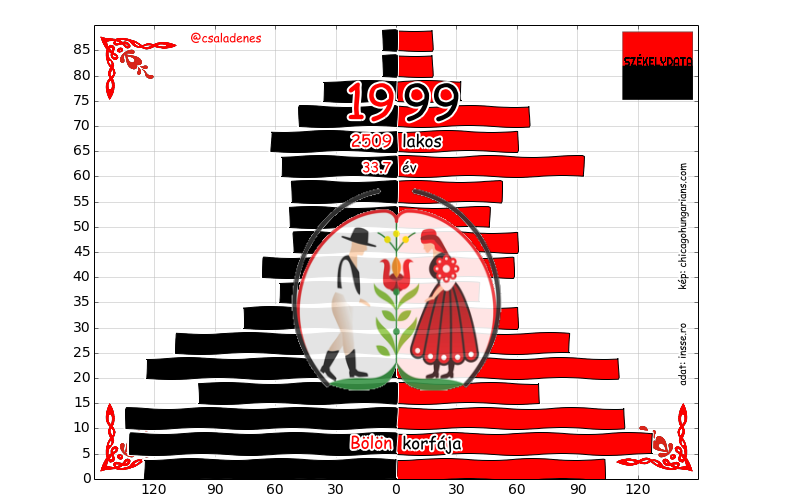 @csaladenes
SZÉKELYDATA
1999
2509 lakos
33.7 év
kép: chicagohungarians.com
adat: insse.ro
Bölön korfája
85
80
75
70
65
60
55
50
45
40
35
30
25
20
15
10
5
0
120 90 60 30 0 30 60 90 120